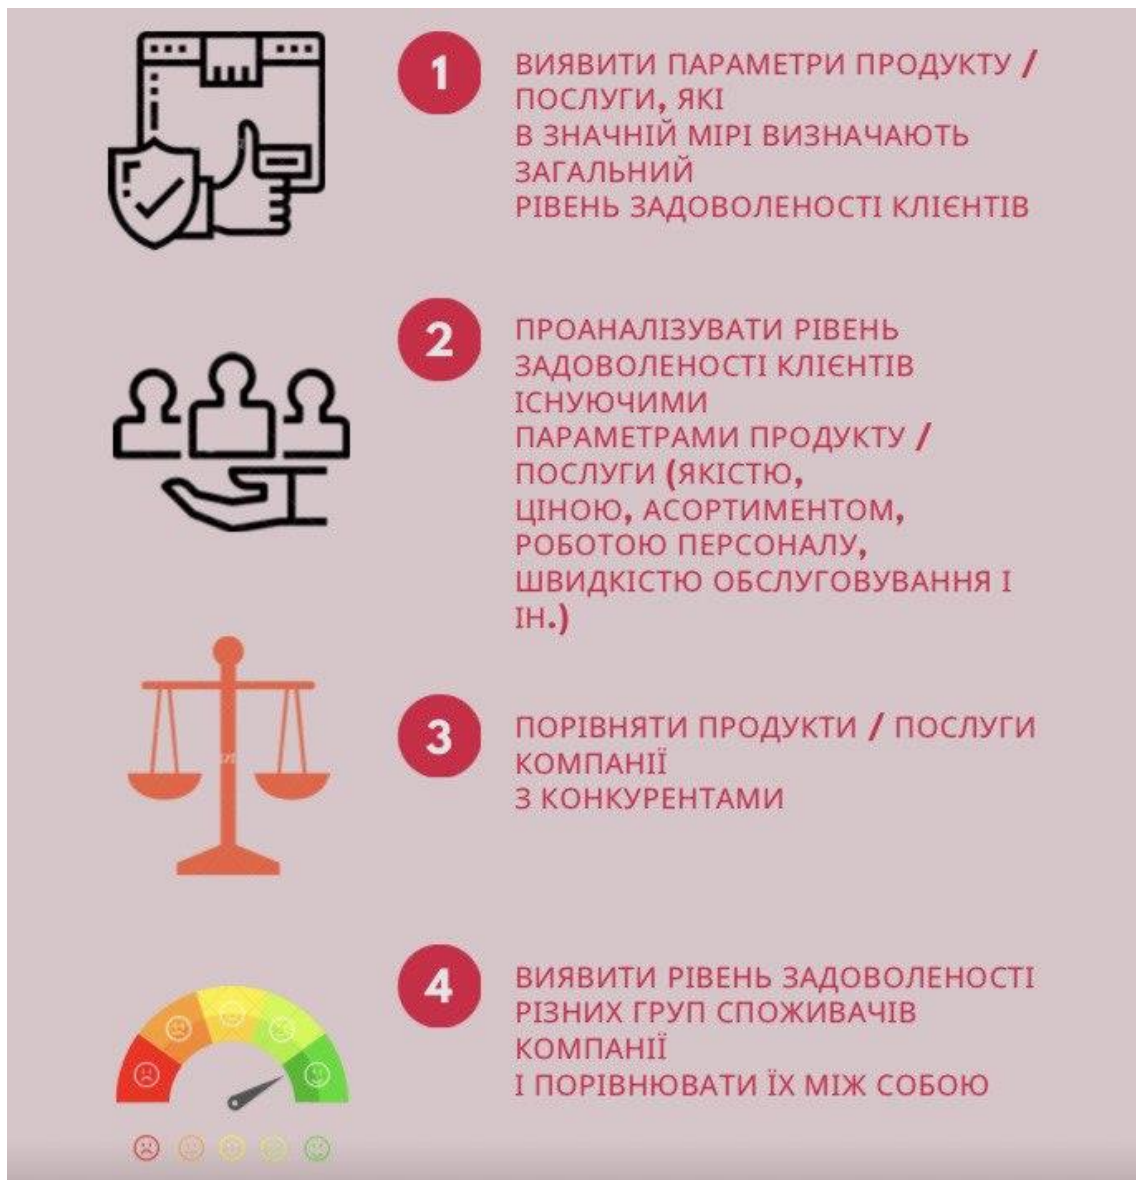 1
ВИЯВИТИ ПАРАМЕТРИ ПРОДУКТУ /
ПОСЛУГИ, ЯКІ
В ЗНАЧНІЙ МІРІ ВИЗНАЧАЮТЬ
ЗАГАЛЬНИЙ
РІВЕНЬ ЗАДОВОЛЕНОСТІ КЛІЄНТІВ
2
ПРОАНАЛІЗУВАТИ РІВЕНЬ
ЗАДОВОЛЕНОСТІ КЛІЄНТІВ
ІСНУЮЧИМИ
ПАРАМЕТРАМИ ПРОДУКТУ /
ПОСЛУГИ (ЯКІСТЮ,
ЦІНОЮ, АСОРТИМЕНТОМ,
РОБОТОЮ ПЕРСОНАЛУ,
ШВИДКІСТЮ ОБСЛУГОВУВАННЯ І
ІН.)
3
ПОРІВНЯТИ ПРОДУКТИ / ПОСЛУГИ
КОМПАНІЇ
З КОНКУРЕНТАМИ
4
ВИЯВИТИ РІВЕНЬ ЗАДОВОЛЕНОСТІ
РІЗНИХ ГРУП СПОЖИВАЧІВ
КОМПАНІЇ
І ПОРІВНЮВАТИ ЇХ МІЖ СОБОЮ